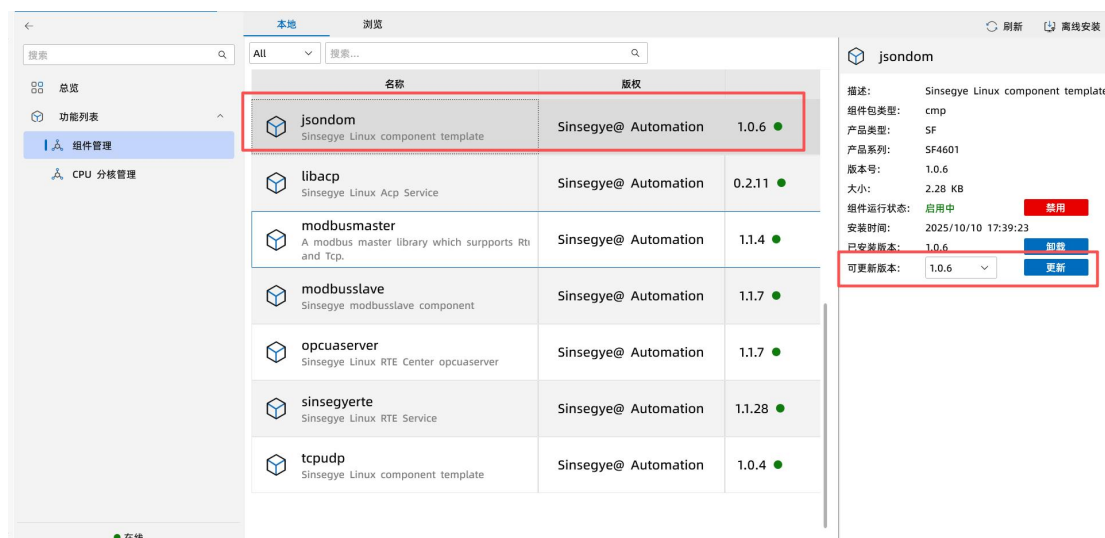 本地 浏览 刷新 离线安装
搜索
总览
功能列表
组件管理
CPU 分核管理
在线
All 搜索...
名称 版权
jsondom
Sinsegye Linux component template
Sinsegye@ Automation 1.0.6
libacp
Sinsegye Linux Acp Service
Sinsegye@ Automation 0.2.11
modbusmaster
A modbus master library which surpports Rtu
and Tcp.
Sinsegye@ Automation 1.1.4
modbusslave
Sinsegye modbusslave component
Sinsegye@ Automation 1.1.7
opcuaserver
Sinsegye Linux RTE Center opcuaserver
Sinsegye@ Automation 1.1.7
sinsegyerte
Sinsegye Linux RTE Service
Sinsegye@ Automation 1.1.28
tcpudp
Sinsegye Linux component template
Sinsegye@ Automation 1.0.4
jsondom
描述: Sinsegye Linux component template
组件包类型: cmp
产品类型: SF
产品系列: SF4601
版本号: 1.0.6
大小: 2.28 KB
组件运行状态: 启用中 禁用
安装时间: 2025/10/10 17:39:23
已安装版本: 1.0.6 卸载
可更新版本: 1.0.6 更新